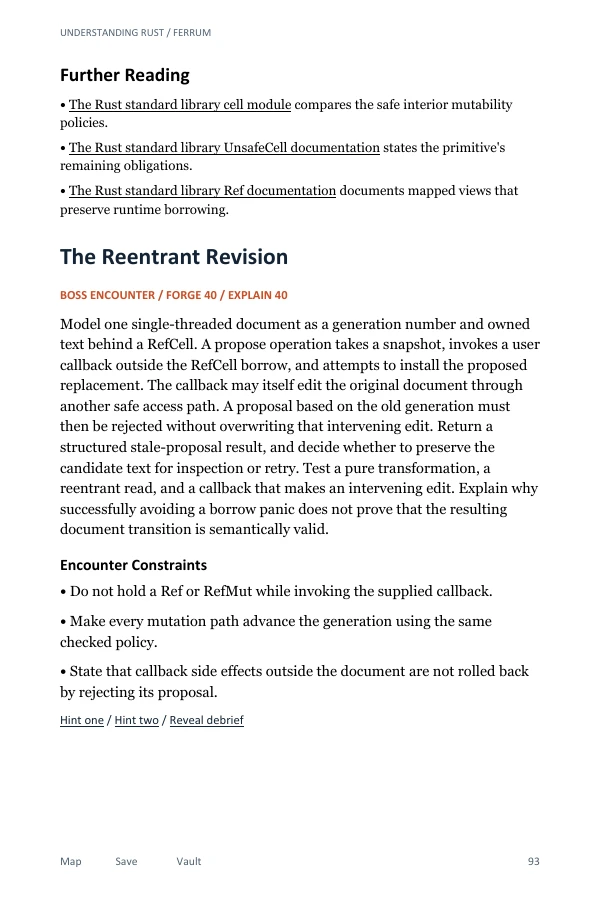 UNDERSTANDING RUST / FERRUM
Further Reading
• The Rust standard library cell module compares the safe interior mutability
policies.
• The Rust standard library UnsafeCell documentation states the primitive's
remaining obligations.
• The Rust standard library Ref documentation documents mapped views that
preserve runtime borrowing.
The Reentrant Revision
BOSS ENCOUNTER / FORGE 40 / EXPLAIN 40
Model one single-threaded document as a generation number and owned
text behind a RefCell. A propose operation takes a snapshot, invokes a user
callback outside the RefCell borrow, and attempts to install the proposed
replacement. The callback may itself edit the original document through
another safe access path. A proposal based on the old generation must
then be rejected without overwriting that intervening edit. Return a
structured stale-proposal result, and decide whether to preserve the
candidate text for inspection or retry. Test a pure transformation, a
reentrant read, and a callback that makes an intervening edit. Explain why
successfully avoiding a borrow panic does not prove that the resulting
document transition is semantically valid.
Encounter Constraints
• Do not hold a Ref or RefMut while invoking the supplied callback.
• Make every mutation path advance the generation using the same
checked policy.
• State that callback side effects outside the document are not rolled back
by rejecting its proposal.
Hint one / Hint two / Reveal debrief
Map Save Vault 93